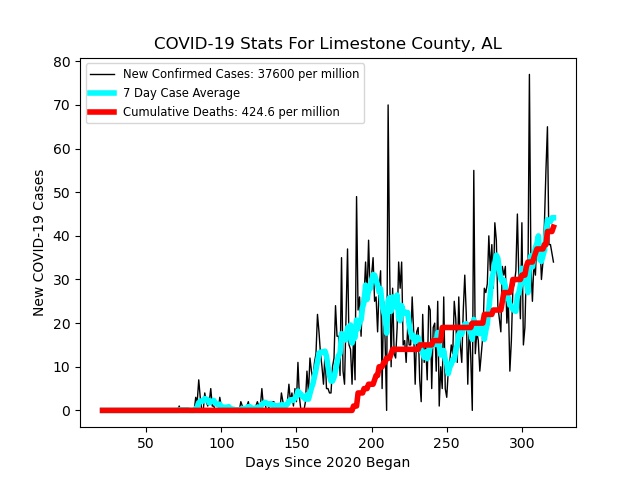 COVID-19 Stats For Limestone County, AL
New Confirmed Cases: 37600 per million
7 Day Case Average
Cumulative Deaths: 424.6 per million
New COVID-19 Cases
80
70
60
50
40
30
20
10
0
50 100 150 200 250 300
Days Since 2020 Began